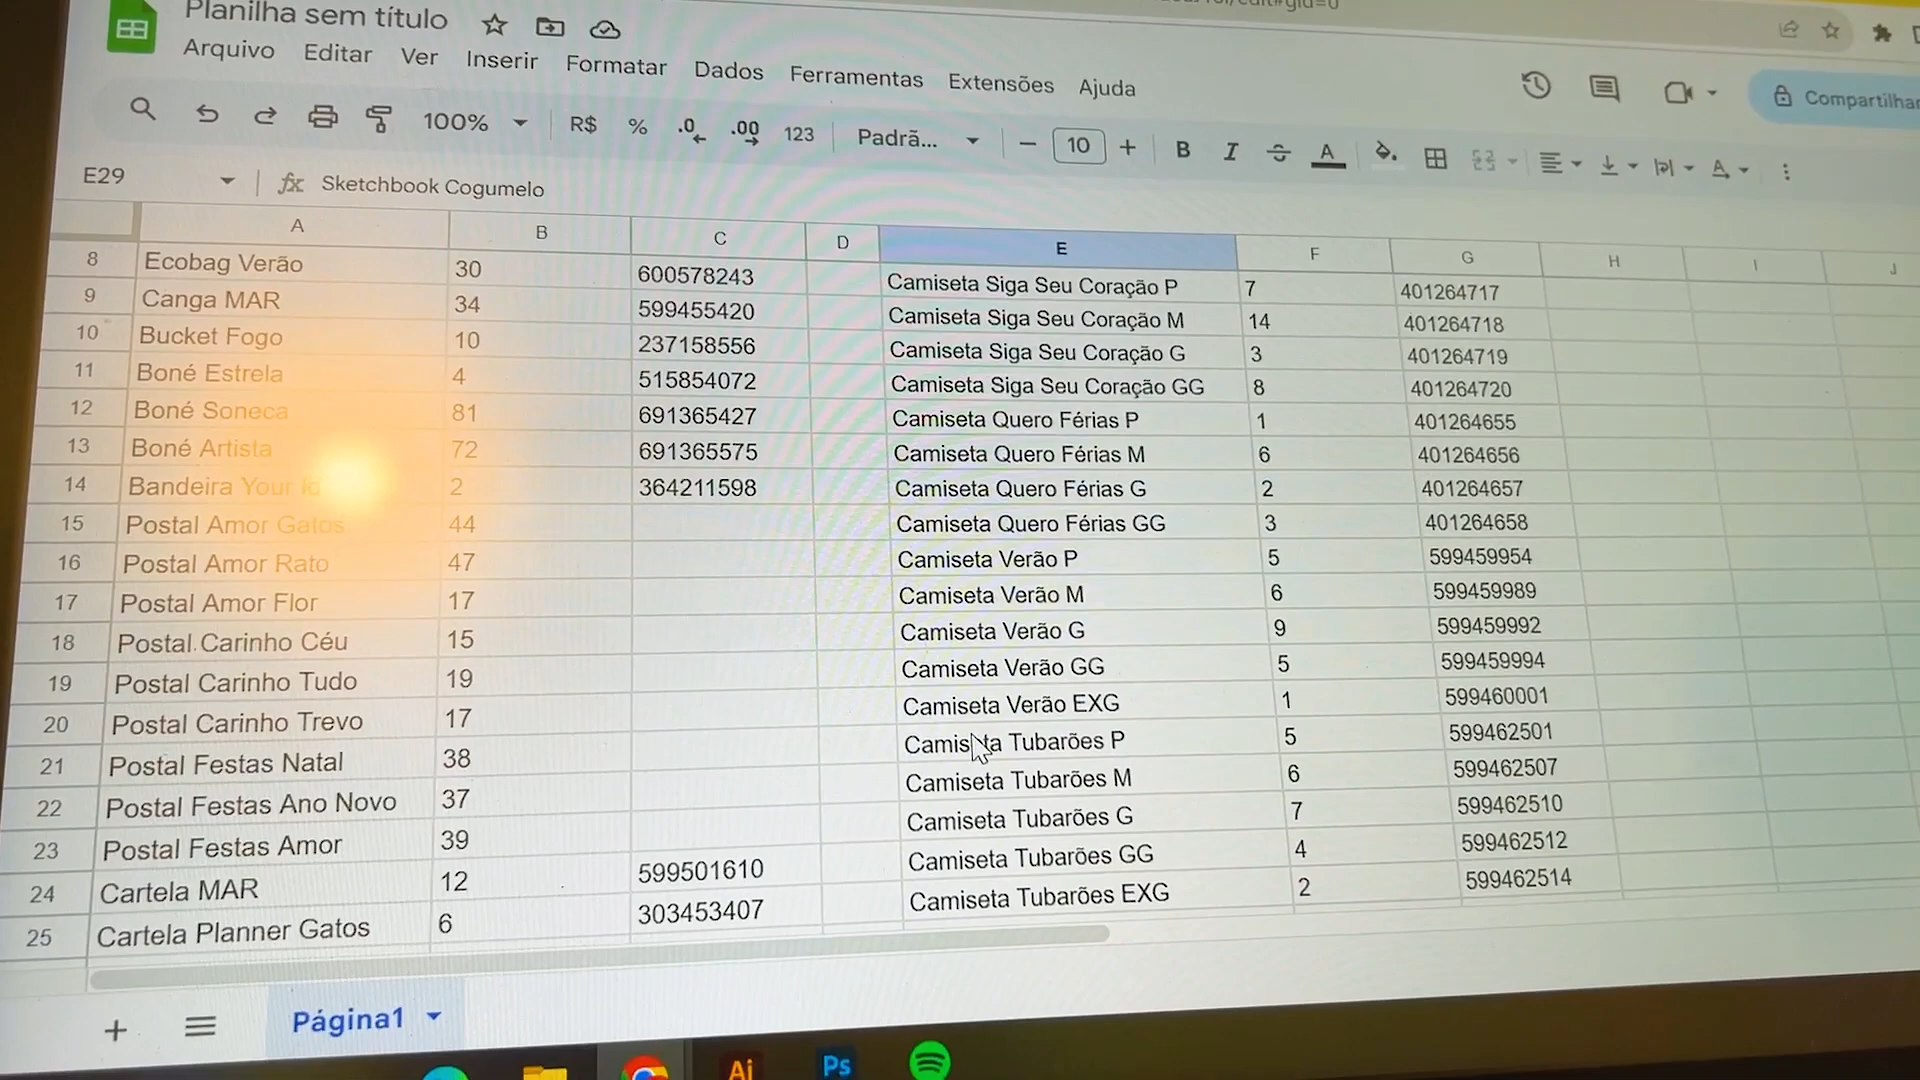 Planilha sem título
Arquivo Editar Ver Inserir Formatar Dados Ferramentas Extensões Ajuda
Compartilhar
100% R$ % .0 .00 123 Padrã... − 10 + B I A
E29 fx Sketchbook Cogumelo
A B C D E F G H I J
8 Ecobag Verão 30 600578243 Camiseta Siga Seu Coração P 7 401264717
9 Canga MAR 34 599455420 Camiseta Siga Seu Coração M 14 401264718
10 Bucket Fogo 10 237158556 Camiseta Siga Seu Coração G 3 401264719
11 Boné Estrela 4 515854072 Camiseta Siga Seu Coração GG 8 401264720
12 Boné Soneca 81 691365427 Camiseta Quero Férias P 1 401264655
13 Boné Artista 72 691365575 Camiseta Quero Férias M 6 401264656
14 Bandeira Your 2 364211598 Camiseta Quero Férias G 2 401264657
15 Postal Amor Gatos 44 Camiseta Quero Férias GG 3 401264658
16 Postal Amor Rato 47 Camiseta Verão P 5 599459954
17 Postal Amor Flor 17 Camiseta Verão M 6 599459989
18 Postal Carinho Céu 15 Camiseta Verão G 9 599459992
19 Postal Carinho Tudo 19 Camiseta Verão GG 5 599459994
20 Postal Carinho Trevo 17 Camiseta Verão EXG 1 599460001
21 Postal Festas Natal 38 Camiseta Tubarões P 5 599462501
22 Postal Festas Ano Novo 37 Camiseta Tubarões M 6 599462507
23 Postal Festas Amor 39 Camiseta Tubarões G 7 599462510
24 Cartela MAR 12 599501610 Camiseta Tubarões GG 4 599462512
25 Cartela Planner Gatos 6 303453407 Camiseta Tubarões EXG 2 599462514
+ Página1
Ai Ps